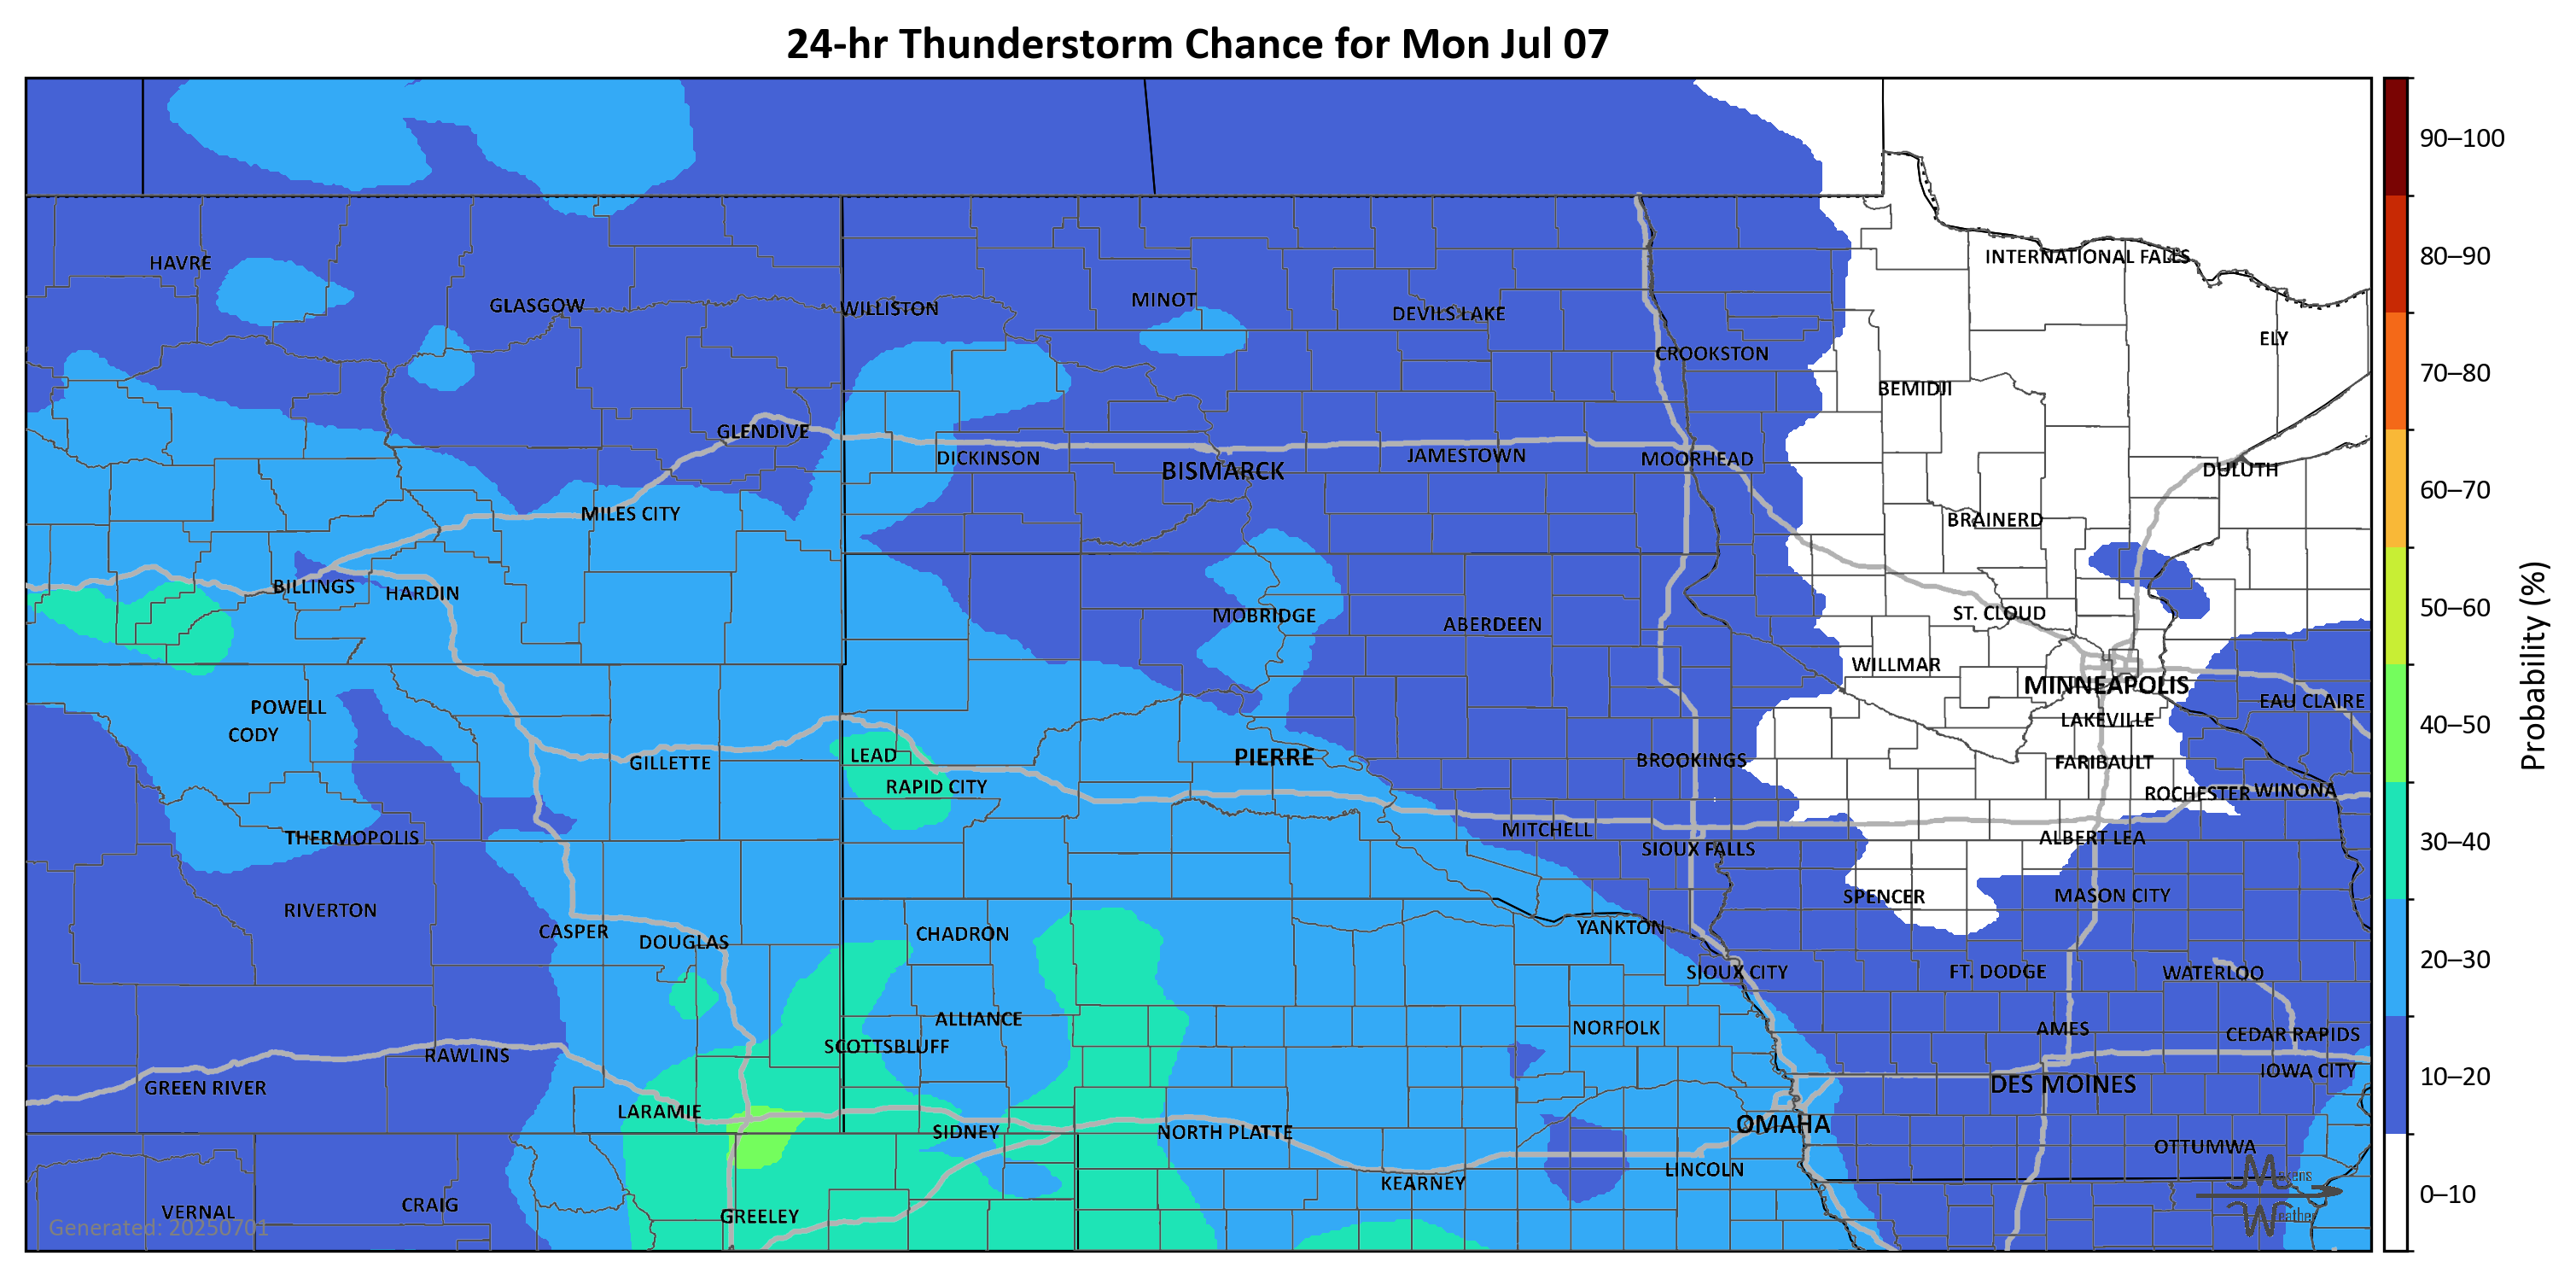 24-hr Thunderstorm Chance for Mon Jul 07
90–100
80–90
70–80
60–70
50–60
40–50
30–40
20–30
10–20
0–10
Probability (%)
INTERNATIONAL FALLS
HAVRE
GLASGOW
WILLISTON
MINOT
DEVILS LAKE
ELY
CROOKSTON
BEMIDJI
GLENDIVE
DICKINSON
BISMARCK
JAMESTOWN
MOORHEAD
DULUTH
MILES CITY
BRAINERD
BILLINGS
HARDIN
MOBRIDGE
ABERDEEN
ST. CLOUD
WILLMAR
MINNEAPOLIS
POWELL
CODY
LAKEVILLE
EAU CLAIRE
GILLETTE
LEAD
PIERRE
BROOKINGS
FARIBAULT
RAPID CITY
ROCHESTER
WINONA
THERMOPOLIS
MITCHELL
SIOUX FALLS
ALBERT LEA
RIVERTON
SPENCER
MASON CITY
CASPER
DOUGLAS
CHADRON
YANKTON
SIOUX CITY
FT. DODGE
WATERLOO
ALLIANCE
NORFOLK
AMES
CEDAR RAPIDS
SCOTTSBLUFF
RAWLINS
IOWA CITY
GREEN RIVER
DES MOINES
LARAMIE
OMAHA
SIDNEY
NORTH PLATTE
OTTUMWA
LINCOLN
KEARNEY
VERNAL
CRAIG
GREELEY
Generated: 20250701
Makens
Weather